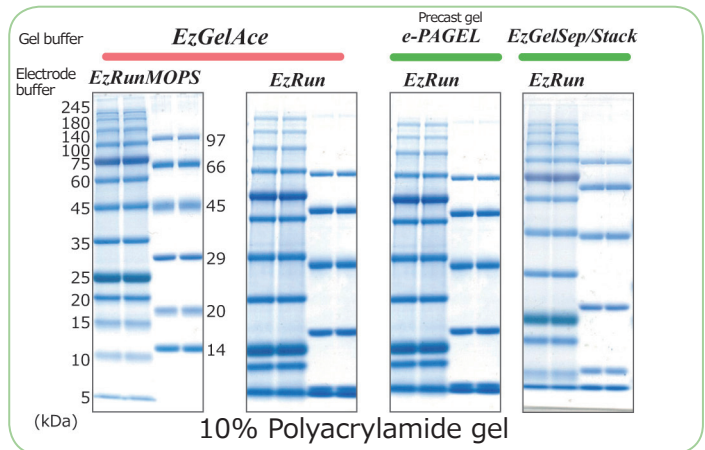 Gel buffer
EzGelAce
Precast gel
e-PAGEL
EzGelSep/Stack
Electrode
buffer
EzRunMOPS
EzRun
EzRun
EzRun
245
180
140
100
75
60
45
35
25
20
15
10
5
(kDa)
97
66
45
29
20
14
10% Polyacrylamide gel